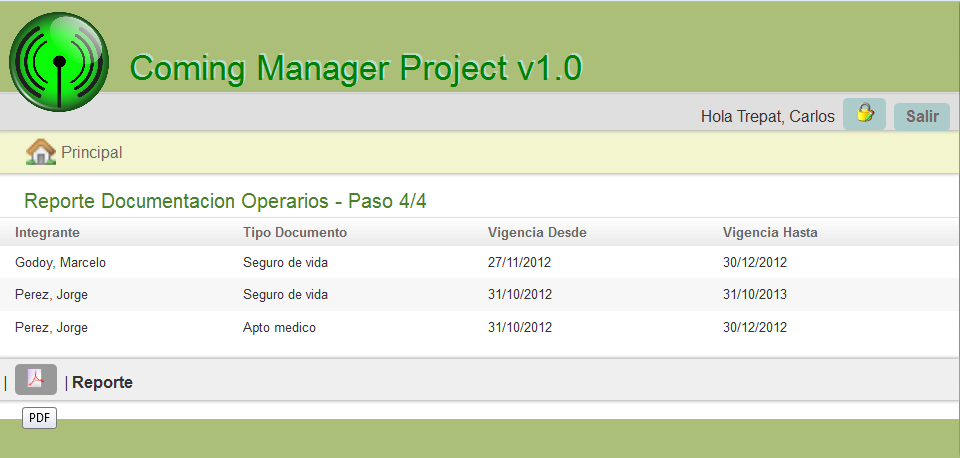 Coming Manager Project v1.0
Hola Trepat, Carlos Salir
Principal
Reporte Documentacion Operarios - Paso 4/4
Integrante Tipo Documento Vigencia Desde Vigencia Hasta
Godoy, Marcelo Seguro de vida 27/11/2012 30/12/2012
Perez, Jorge Seguro de vida 31/10/2012 31/10/2013
Perez, Jorge Apto medico 31/10/2012 30/12/2012
| | Reporte
PDF